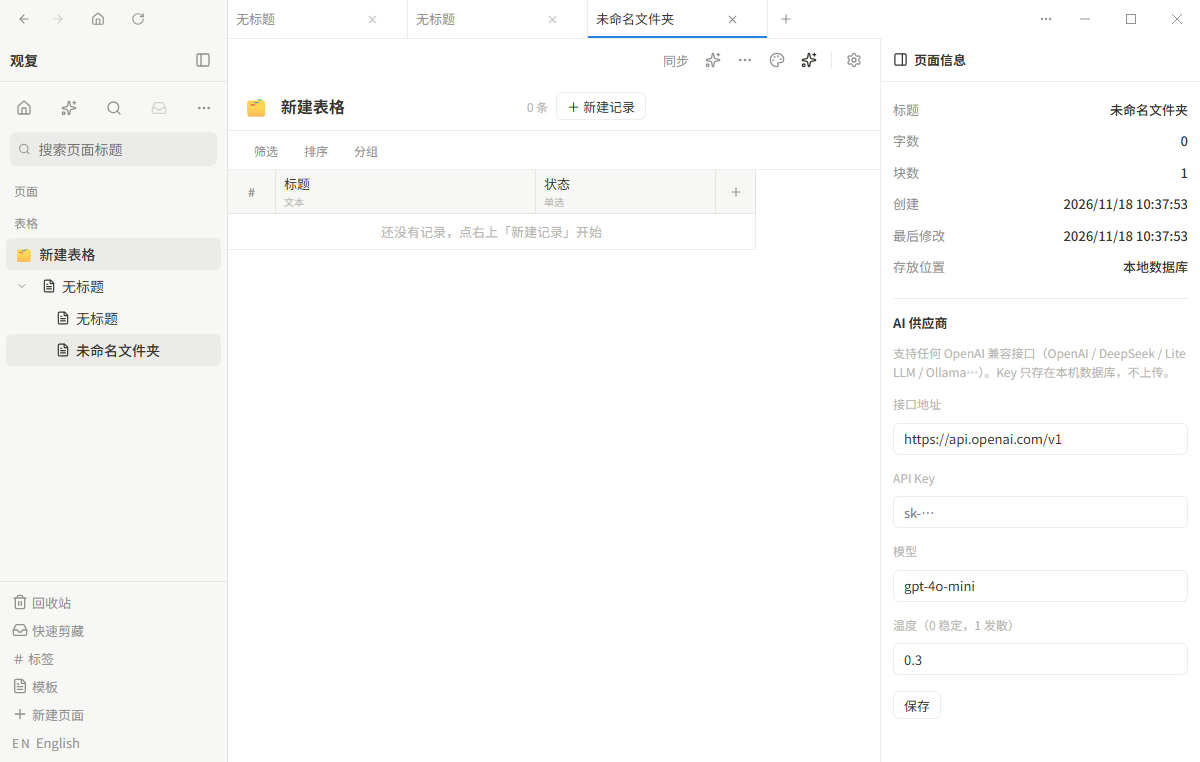 无标题
无标题
未命名文件夹
观复
搜索页面标题
页面
表格
新建表格
无标题
无标题
未命名文件夹
回收站
快速剪藏
# 标签
模板
新建页面
EN English
同步
新建表格
0 条
新建记录
筛选
排序
分组
#
标题
文本
状态
单选
还没有记录，点右上「新建记录」开始
页面信息
标题 未命名文件夹
字数 0
块数 1
创建 2026/11/18 10:37:53
最后修改 2026/11/18 10:37:53
存放位置 本地数据库
AI 供应商
支持任何 OpenAI 兼容接口（OpenAI / DeepSeek / Lite
LLM / Ollama…）。Key 只存在本机数据库，不上传。
接口地址
https://api.openai.com/v1
API Key
sk-…
模型
gpt-4o-mini
温度（0 稳定，1 发散）
0.3
保存